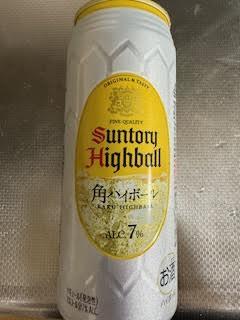 ORIGINAL & TASTY
FINE QUALITY
Suntory
Highball
角ハイボール
KAKU HIGHBALL
ALC.7%
お酒